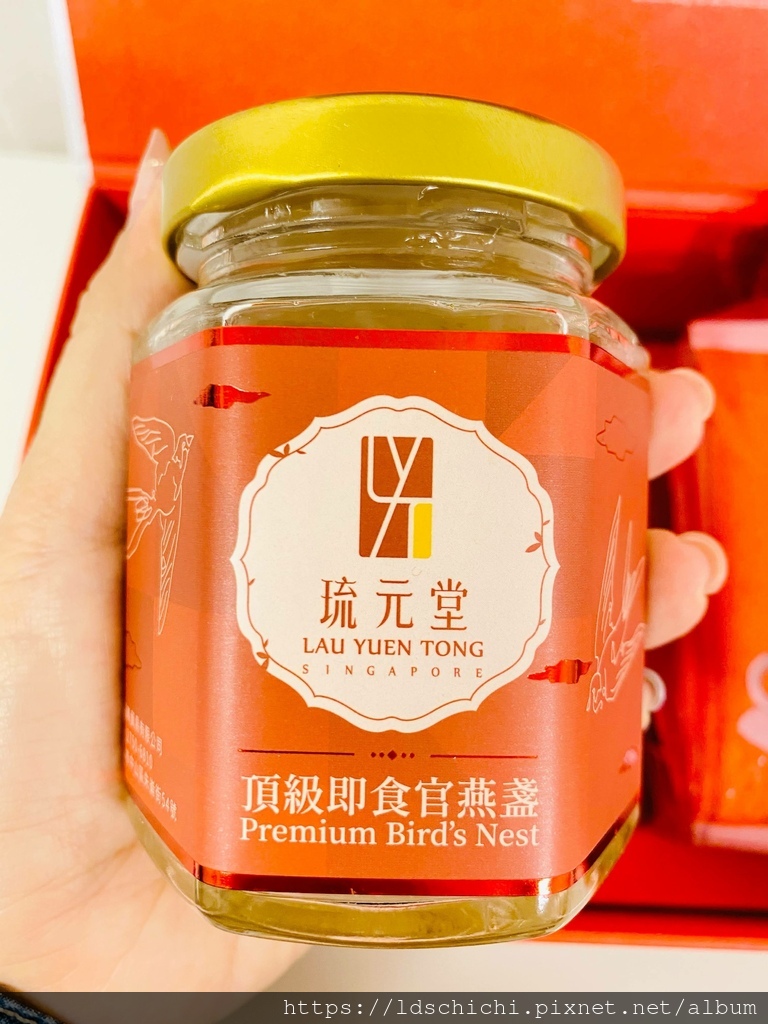 琉元堂
LAU YUEN TONG
SINGAPORE
頂級即食官燕盞
Premium Bird's Nest
https://ldschichi.pixnet.net/album